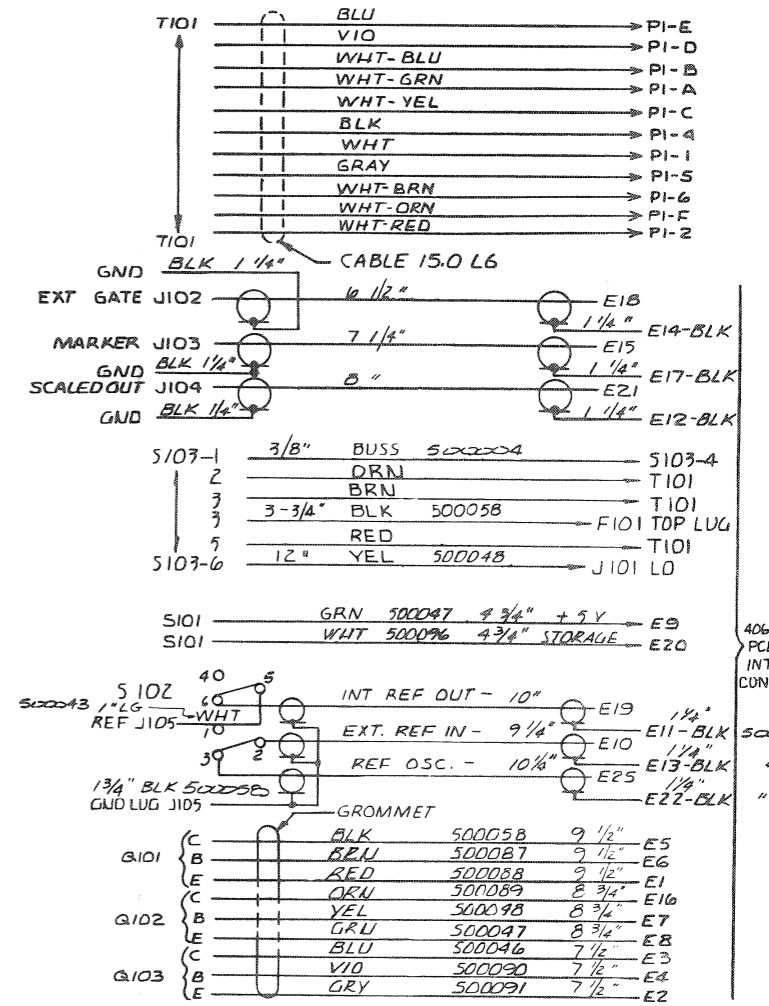 T101 BLU P1-E
VIO P1-D
WHT-BLU P1-B
WHT-GRN P1-A
WHT-YEL P1-C
BLK P1-4
WHT P1-1
GRAY P1-5
WHT-BRN P1-6
WHT-ORN P1-F
WHT-RED P1-2
T101
CABLE 15.0 LG
GND BLK 1 1/4"
EXT GATE J102 6 1/2" E18
1 1/4" E14-BLK
MARKER J103 7 1/4" E15
GND BLK 1 1/4" 1 1/4" E17-BLK
SCALED OUT J104 8" E21
GND BLK 1/4" 1 1/4" E12-BLK
S103-1 3/8" BUSS 500004 S103-4
2 ORN T101
3 BRN T101
3 3-3/4" BLK 500058 F101 TOP LUG
5 RED T101
S103-6 12" YEL 500048 J101 LO
S101 GRN 500047 4 3/4" +5V E9
S101 WHT 500096 4 3/4" STORAGE E20
406
PC
INT
CON
S102 4 5
500043 1" LG 6 INT REF OUT - 10" E19
REF J105 WHT 1 1/4"
1 EXT. REF IN - 9 1/4" E10 E11-BLK
3 2 1 1/4" E13-BLK
REF OSC. - 10 1/4" E25 1 1/4"
1 3/4" BLK 500058 E22-BLK "
GND LUG J105
GROMMET
Q101 C BLK 500058 9 1/2" E5
B BRN 500087 9 1/2" E6
E RED 500088 9 1/2" E1
Q102 C ORN 500089 8 3/4" E16
B YEL 500048 8 3/4" E7
E GRN 500047 8 3/4" E8
Q103 C BLU 500046 7 1/2" E3
B VIO 500090 7 1/2" E4
E GRY 500091 7 1/2" E2